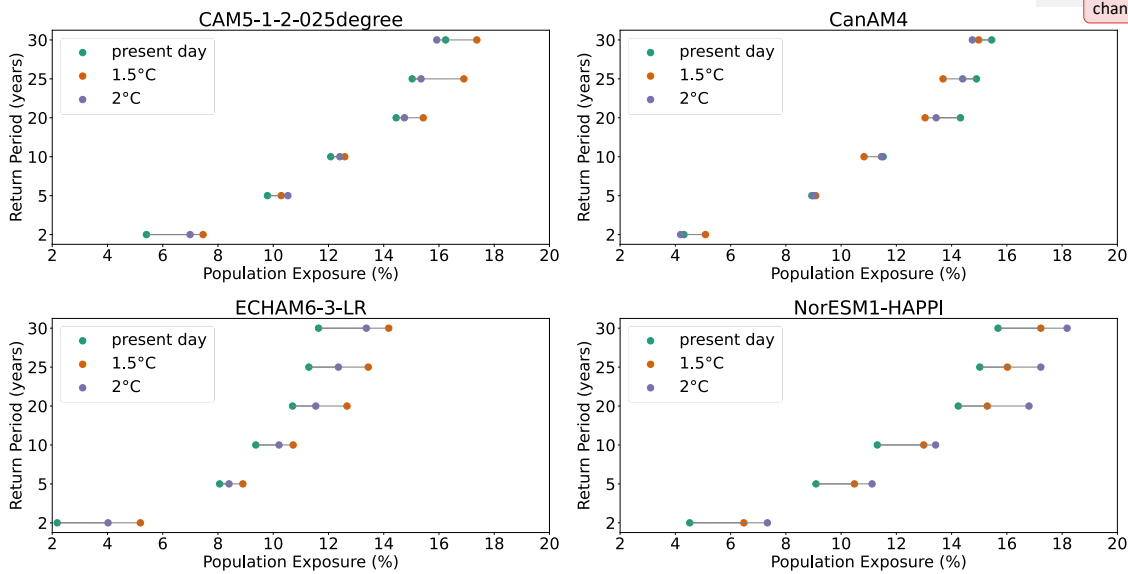 chan
CAM5-1-2-025degree
30
25
20
10
5
2
Return Period (years)
present day
1.5°C
2°C
2 4 6 8 10 12 14 16 18 20
Population Exposure (%)
CanAM4
30
25
20
10
5
2
Return Period (years)
present day
1.5°C
2°C
2 4 6 8 10 12 14 16 18 20
Population Exposure (%)
ECHAM6-3-LR
30
25
20
10
5
2
Return Period (years)
present day
1.5°C
2°C
2 4 6 8 10 12 14 16 18 20
Population Exposure (%)
NorESM1-HAPPI
30
25
20
10
5
2
Return Period (years)
present day
1.5°C
2°C
2 4 6 8 10 12 14 16 18 20
Population Exposure (%)